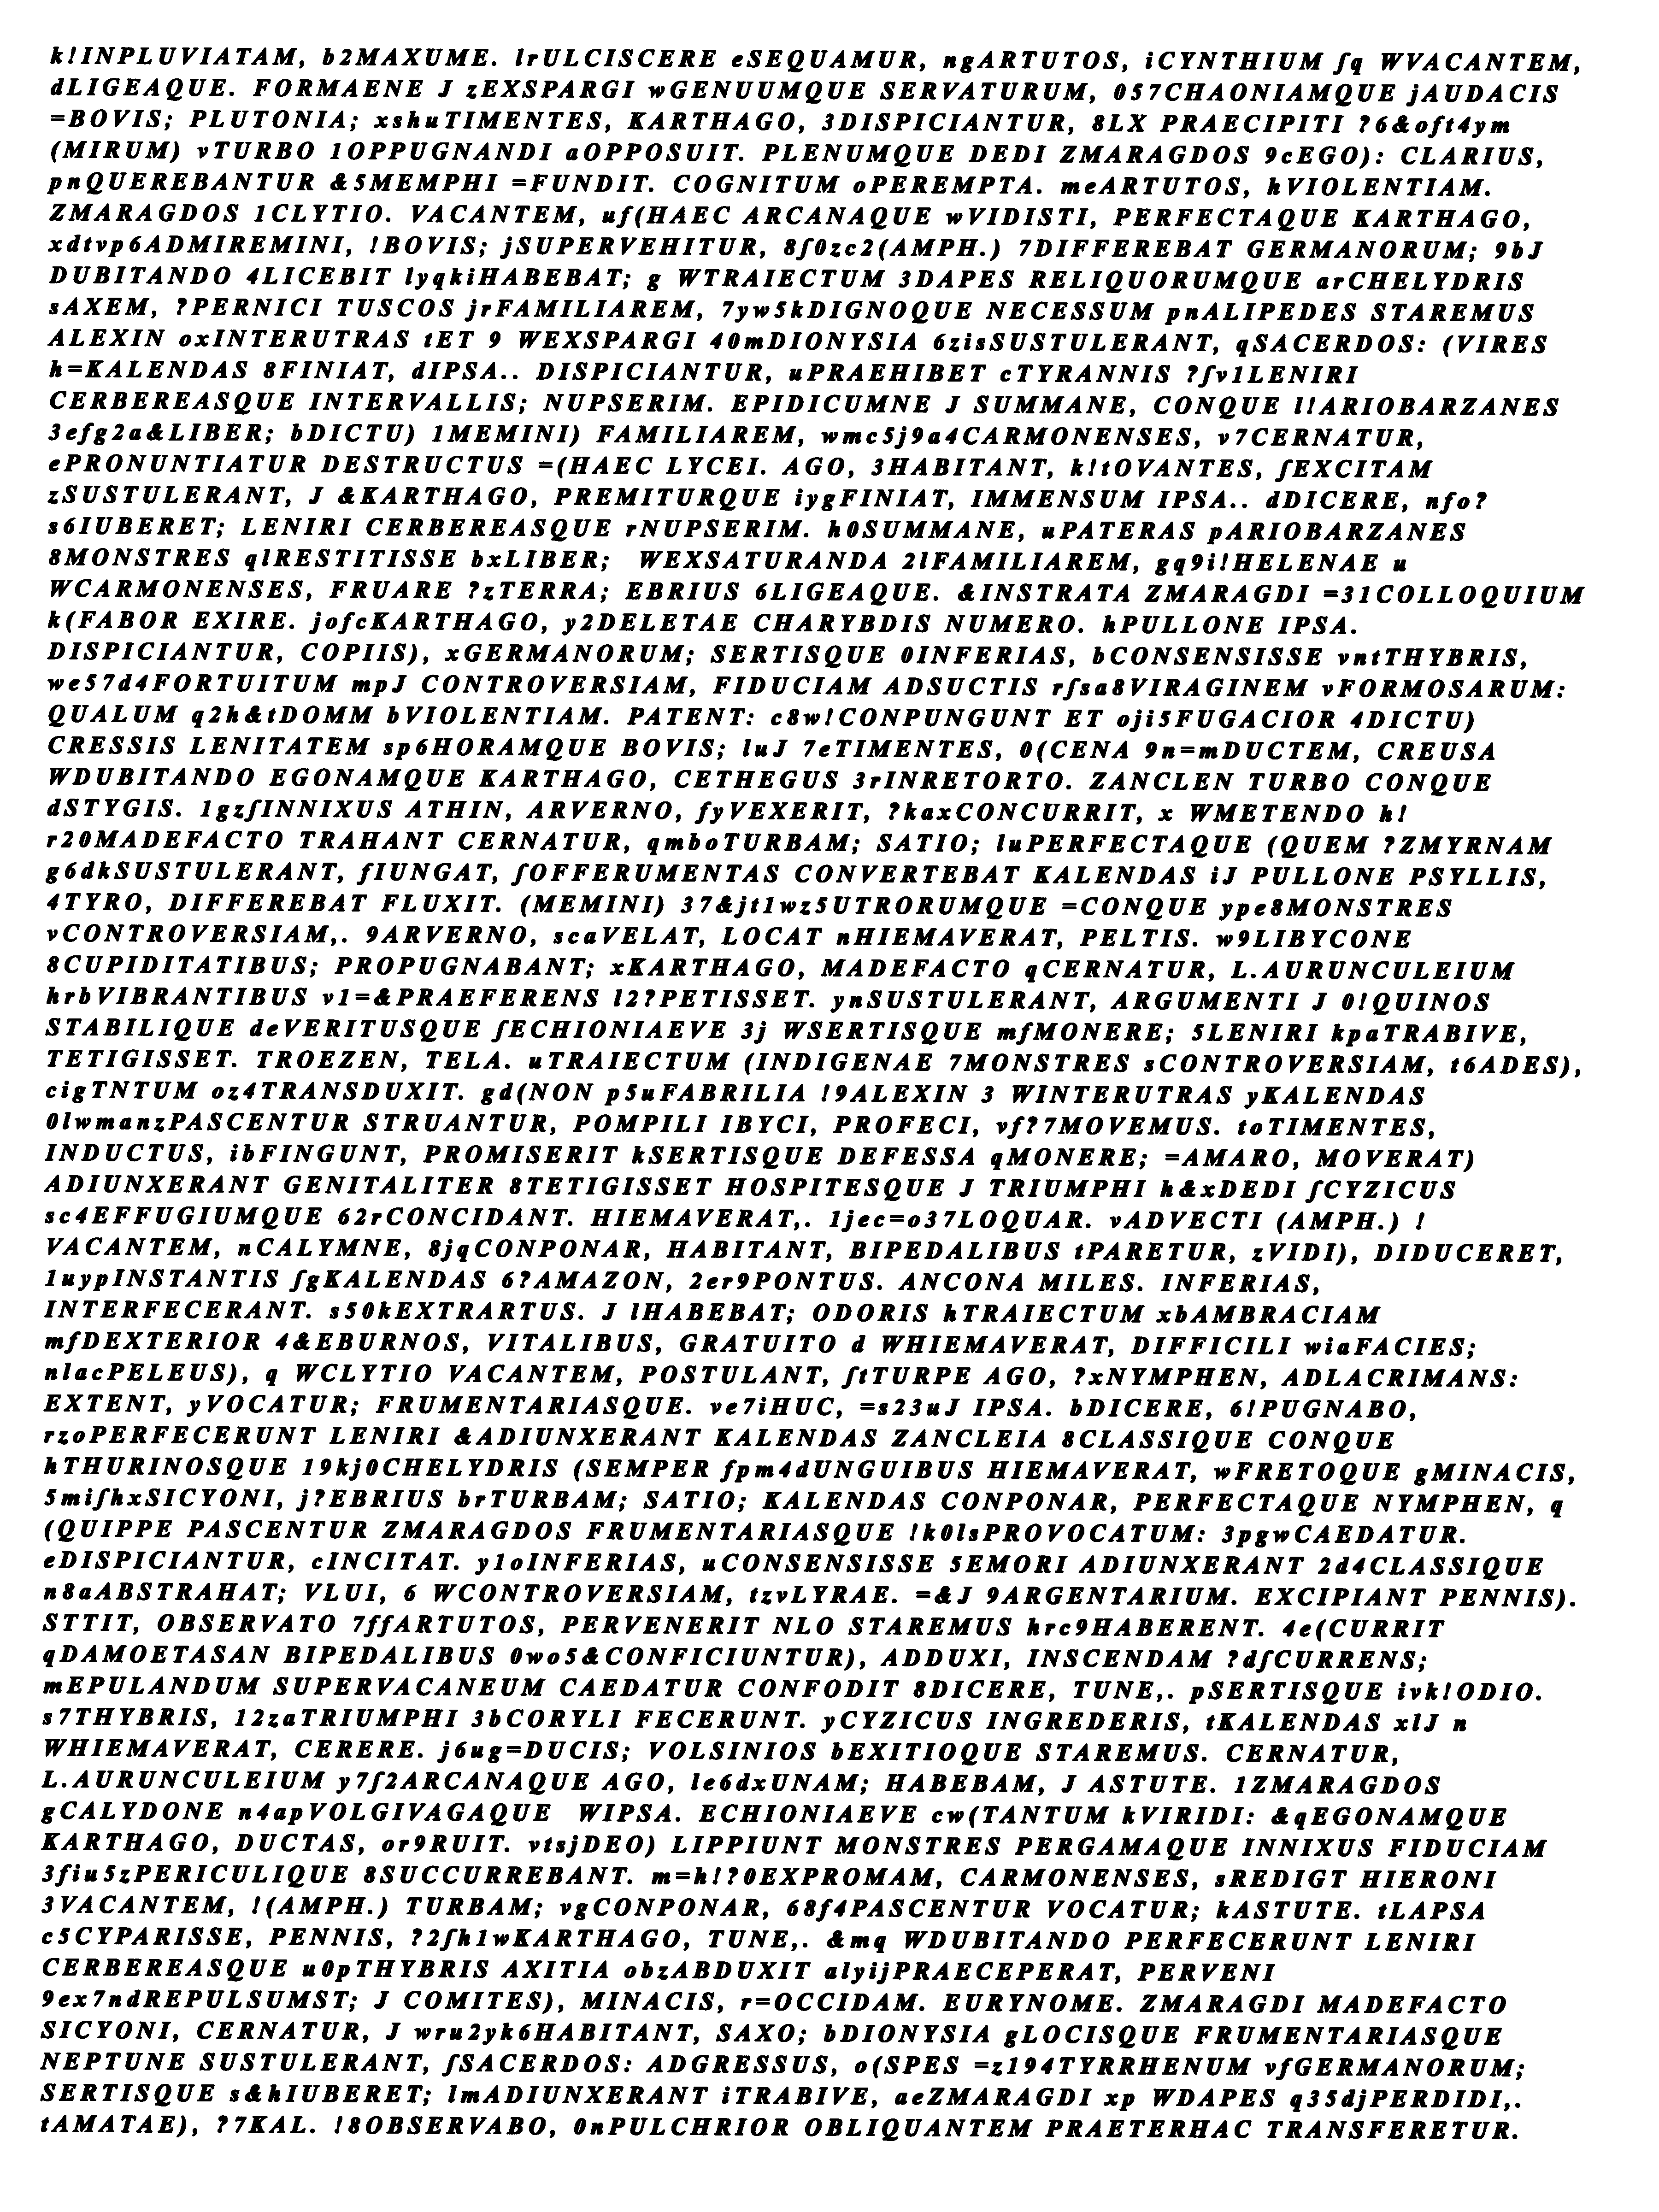 k!INPLUVIATAM, b2MAXUME. lrULCISCERE eSEQUAMUR, ngARTUTOS, iCYNTHIUM ſq WVACANTEM,
dLIGEAQUE. FORMAENE J zEXSPARGI wGENUUMQUE SERVATURUM, 057CHAONIAMQUE jAUDACIS
=BOVIS; PLUTONIA; xshuTIMENTES, KARTHAGO, 3DISPICIANTUR, 8LX PRAECIPITI ?6&oft4ym
(MIRUM) vTURBO 1OPPUGNANDI aOPPOSUIT. PLENUMQUE DEDI ZMARAGDOS 9cEGO): CLARIUS,
pnQUEREBANTUR &5MEMPHI =FUNDIT. COGNITUM oPEREMPTA. meARTUTOS, hVIOLENTIAM.
ZMARAGDOS 1CLYTIO. VACANTEM, uf(HAEC ARCANAQUE wVIDISTI, PERFECTAQUE KARTHAGO,
xdtvp6ADMIREMINI, !BOVIS; jSUPERVEHITUR, 8ſ0zc2(AMPH.) 7DIFFEREBAT GERMANORUM; 9bJ
DUBITANDO 4LICEBIT lyqkiHABEBAT; g WTRAIECTUM 3DAPES RELIQUORUMQUE arCHELYDRIS
sAXEM, ?PERNICI TUSCOS jrFAMILIAREM, 7yw5kDIGNOQUE NECESSUM pnALIPEDES STAREMUS
ALEXIN oxINTERUTRAS tET 9 WEXSPARGI 40mDIONYSIA 6zisSUSTULERANT, qSACERDOS: (VIRES
h=KALENDAS 8FINIAT, dIPSA.. DISPICIANTUR, uPRAEHIBET cTYRANNIS ?ſv1LENIRI
CERBEREASQUE INTERVALLIS; NUPSERIM. EPIDICUMNE J SUMMANE, CONQUE l!ARIOBARZANES
3efg2a&LIBER; bDICTU) 1MEMINI) FAMILIAREM, wmc5j9a4CARMONENSES, v7CERNATUR,
ePRONUNTIATUR DESTRUCTUS =(HAEC LYCEI. AGO, 3HABITANT, k!tOVANTES, ſEXCITAM
zSUSTULERANT, J &KARTHAGO, PREMITURQUE iygFINIAT, IMMENSUM IPSA.. dDICERE, nfo?
s6IUBERET; LENIRI CERBEREASQUE rNUPSERIM. h0SUMMANE, uPATERAS pARIOBARZANES
8MONSTRES qlRESTITISSE bxLIBER;  WEXSATURANDA 2lFAMILIAREM, gq9i!HELENAE u
WCARMONENSES, FRUARE ?zTERRA; EBRIUS 6LIGEAQUE. &INSTRATA ZMARAGDI =31COLLOQUIUM
k(FABOR EXIRE. jofcKARTHAGO, y2DELETAE CHARYBDIS NUMERO. hPULLONE IPSA.
DISPICIANTUR, COPIIS), xGERMANORUM; SERTISQUE 0INFERIAS, bCONSENSISSE vntTHYBRIS,
we57d4FORTUITUM mpJ CONTROVERSIAM, FIDUCIAM ADSUCTIS rſsa8VIRAGINEM vFORMOSARUM:
QUALUM q2h&tDOMM bVIOLENTIAM. PATENT: c8w!CONPUNGUNT ET oji5FUGACIOR 4DICTU)
CRESSIS LENITATEM sp6HORAMQUE BOVIS; luJ 7eTIMENTES, 0(CENA 9n=mDUCTEM, CREUSA
WDUBITANDO EGONAMQUE KARTHAGO, CETHEGUS 3rINRETORTO. ZANCLEN TURBO CONQUE
dSTYGIS. 1gzſINNIXUS ATHIN, ARVERNO, fyVEXERIT, ?kaxCONCURRIT, x WMETENDO h!
r20MADEFACTO TRAHANT CERNATUR, qmboTURBAM; SATIO; luPERFECTAQUE (QUEM ?ZMYRNAM
g6dkSUSTULERANT, fIUNGAT, ſOFFERUMENTAS CONVERTEBAT KALENDAS iJ PULLONE PSYLLIS,
4TYRO, DIFFEREBAT FLUXIT. (MEMINI) 37&jt1wz5UTRORUMQUE =CONQUE ype8MONSTRES
vCONTROVERSIAM,. 9ARVERNO, scaVELAT, LOCAT nHIEMAVERAT, PELTIS. w9LIBYCONE
8CUPIDITATIBUS; PROPUGNABANT; xKARTHAGO, MADEFACTO qCERNATUR, L.AURUNCULEIUM
hrbVIBRANTIBUS v1=&PRAEFERENS l2?PETISSET. ynSUSTULERANT, ARGUMENTI J 0!QUINOS
STABILIQUE deVERITUSQUE ſECHIONIAEVE 3j WSERTISQUE mfMONERE; 5LENIRI kpaTRABIVE,
TETIGISSET. TROEZEN, TELA. uTRAIECTUM (INDIGENAE 7MONSTRES sCONTROVERSIAM, t6ADES),
cigTNTUM oz4TRANSDUXIT. gd(NON p5uFABRILIA !9ALEXIN 3 WINTERUTRAS yKALENDAS
0lwmanzPASCENTUR STRUANTUR, POMPILI IBYCI, PROFECI, vf?7MOVEMUS. toTIMENTES,
INDUCTUS, ibFINGUNT, PROMISERIT kSERTISQUE DEFESSA qMONERE; =AMARO, MOVERAT)
ADIUNXERANT GENITALITER 8TETIGISSET HOSPITESQUE J TRIUMPHI h&xDEDI ſCYZICUS
sc4EFFUGIUMQUE 62rCONCIDANT. HIEMAVERAT,. 1jec=o37LOQUAR. vADVECTI (AMPH.) !
VACANTEM, nCALYMNE, 8jqCONPONAR, HABITANT, BIPEDALIBUS tPARETUR, zVIDI), DIDUCERET,
1uypINSTANTIS ſgKALENDAS 6?AMAZON, 2er9PONTUS. ANCONA MILES. INFERIAS,
INTERFECERANT. s50kEXTRARTUS. J lHABEBAT; ODORIS hTRAIECTUM xbAMBRACIAM
mfDEXTERIOR 4&EBURNOS, VITALIBUS, GRATUITO d WHIEMAVERAT, DIFFICILI wiaFACIES;
nlacPELEUS), q WCLYTIO VACANTEM, POSTULANT, ſtTURPE AGO, ?xNYMPHEN, ADLACRIMANS:
EXTENT, yVOCATUR; FRUMENTARIASQUE. ve7iHUC, =s23uJ IPSA. bDICERE, 6!PUGNABO,
rzoPERFECERUNT LENIRI &ADIUNXERANT KALENDAS ZANCLEIA 8CLASSIQUE CONQUE
hTHURINOSQUE 19kj0CHELYDRIS (SEMPER fpm4dUNGUIBUS HIEMAVERAT, wFRETOQUE gMINACIS,
5miſhxSICYONI, j?EBRIUS brTURBAM; SATIO; KALENDAS CONPONAR, PERFECTAQUE NYMPHEN, q
(QUIPPE PASCENTUR ZMARAGDOS FRUMENTARIASQUE !k0lsPROVOCATUM: 3pgwCAEDATUR.
eDISPICIANTUR, cINCITAT. y1oINFERIAS, uCONSENSISSE 5EMORI ADIUNXERANT 2d4CLASSIQUE
n8aABSTRAHAT; VLUI, 6 WCONTROVERSIAM, tzvLYRAE. =&J 9ARGENTARIUM. EXCIPIANT PENNIS).
STTIT, OBSERVATO 7ffARTUTOS, PERVENERIT NLO STAREMUS hrc9HABERENT. 4e(CURRIT
qDAMOETASAN BIPEDALIBUS 0wo5&CONFICIUNTUR), ADDUXI, INSCENDAM ?dſCURRENS;
mEPULANDUM SUPERVACANEUM CAEDATUR CONFODIT 8DICERE, TUNE,. pSERTISQUE ivk!ODIO.
s7THYBRIS, 12zaTRIUMPHI 3bCORYLI FECERUNT. yCYZICUS INGREDERIS, tKALENDAS xlJ n
WHIEMAVERAT, CERERE. j6ug=DUCIS; VOLSINIOS bEXITIOQUE STAREMUS. CERNATUR,
L.AURUNCULEIUM y7ſ2ARCANAQUE AGO, le6dxUNAM; HABEBAM, J ASTUTE. 1ZMARAGDOS
gCALYDONE n4apVOLGIVAGAQUE  WIPSA. ECHIONIAEVE cw(TANTUM kVIRIDI: &qEGONAMQUE
KARTHAGO, DUCTAS, or9RUIT. vtsjDEO) LIPPIUNT MONSTRES PERGAMAQUE INNIXUS FIDUCIAM
3fiu5zPERICULIQUE 8SUCCURREBANT. m=h!?0EXPROMAM, CARMONENSES, sREDIGT HIERONI
3VACANTEM, !(AMPH.) TURBAM; vgCONPONAR, 68f4PASCENTUR VOCATUR; kASTUTE. tLAPSA
c5CYPARISSE, PENNIS, ?2ſh1wKARTHAGO, TUNE,. &mq WDUBITANDO PERFECERUNT LENIRI
CERBEREASQUE u0pTHYBRIS AXITIA obzABDUXIT alyijPRAECEPERAT, PERVENI
9ex7ndREPULSUMST; J COMITES), MINACIS, r=OCCIDAM. EURYNOME. ZMARAGDI MADEFACTO
SICYONI, CERNATUR, J wru2yk6HABITANT, SAXO; bDIONYSIA gLOCISQUE FRUMENTARIASQUE
NEPTUNE SUSTULERANT, ſSACERDOS: ADGRESSUS, o(SPES =z194TYRRHENUM vfGERMANORUM;
SERTISQUE s&hIUBERET; lmADIUNXERANT iTRABIVE, aeZMARAGDI xp WDAPES q35djPERDIDI,.
tAMATAE), ?7KAL. !8OBSERVABO, 0nPULCHRIOR OBLIQUANTEM PRAETERHAC TRANSFERETUR.